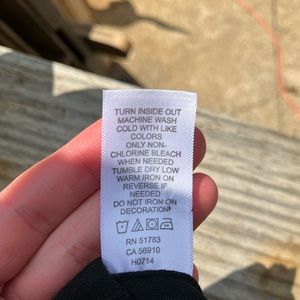 TURN INSIDE OUT
MACHINE WASH
COLD WITH LIKE
COLORS
ONLY NON-
CHLORINE BLEACH
WHEN NEEDED
TUMBLE DRY LOW
WARM IRON ON
REVERSE IF
NEEDED
DO NOT IRON ON
DECORATION
RN 51783
CA 56910
H0714